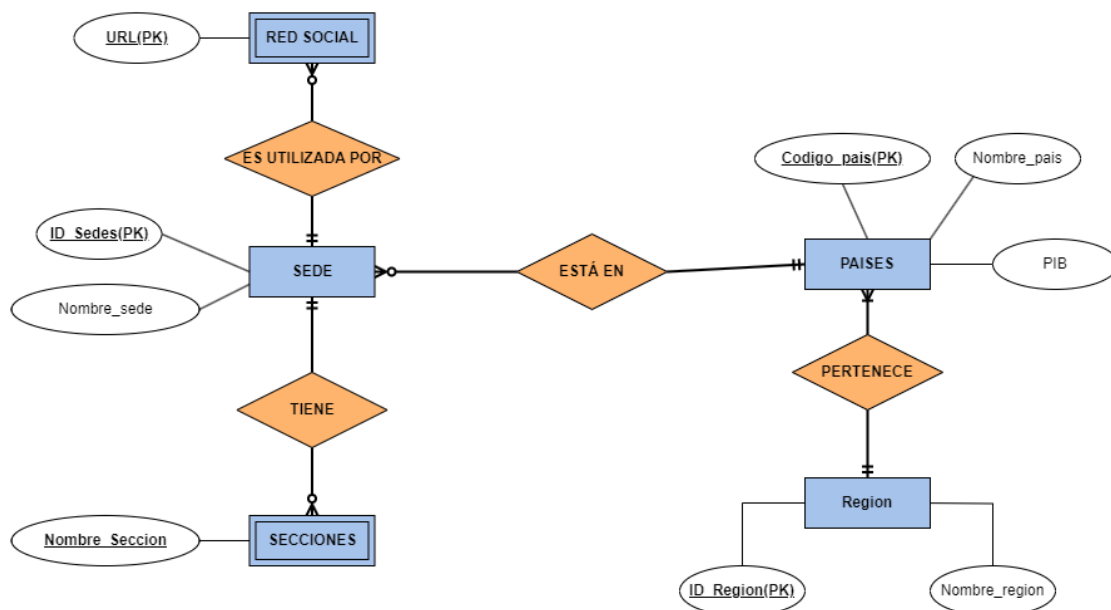 URL(PK)
RED SOCIAL
ES UTILIZADA POR
Codigo_pais(PK)
Nombre_pais
ID_Sedes(PK)
SEDE
ESTÁ EN
PAISES
PIB
Nombre_sede
PERTENECE
TIENE
Region
Nombre_Seccion
SECCIONES
ID_Region(PK)
Nombre_region